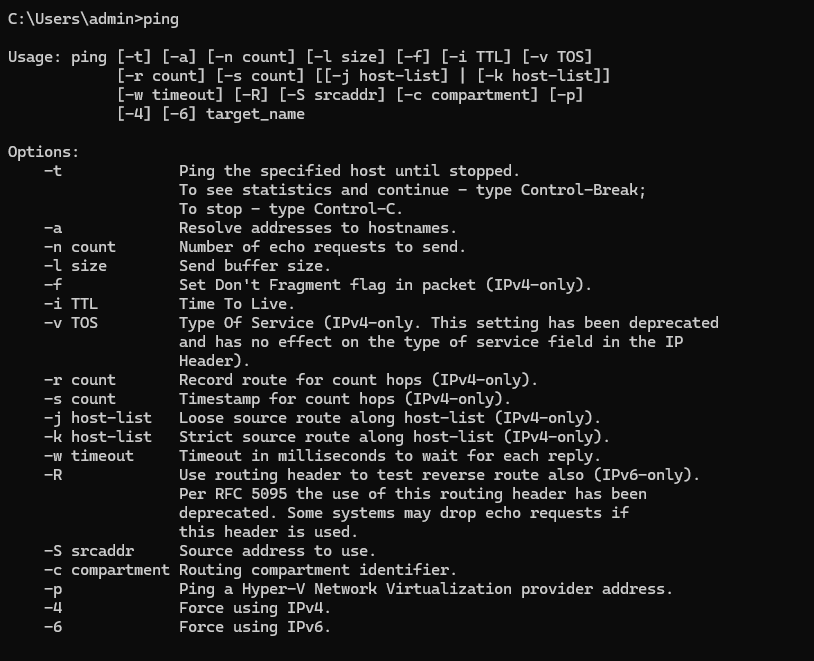 C:\Users\admin>ping

Usage: ping [-t] [-a] [-n count] [-l size] [-f] [-i TTL] [-v TOS]
            [-r count] [-s count] [[-j host-list] | [-k host-list]]
            [-w timeout] [-R] [-S srcaddr] [-c compartment] [-p]
            [-4] [-6] target_name

Options:
    -t             Ping the specified host until stopped.
                   To see statistics and continue - type Control-Break;
                   To stop - type Control-C.
    -a             Resolve addresses to hostnames.
    -n count       Number of echo requests to send.
    -l size        Send buffer size.
    -f             Set Don't Fragment flag in packet (IPv4-only).
    -i TTL         Time To Live.
    -v TOS         Type Of Service (IPv4-only. This setting has been deprecated
                   and has no effect on the type of service field in the IP
                   Header).
    -r count       Record route for count hops (IPv4-only).
    -s count       Timestamp for count hops (IPv4-only).
    -j host-list   Loose source route along host-list (IPv4-only).
    -k host-list   Strict source route along host-list (IPv4-only).
    -w timeout     Timeout in milliseconds to wait for each reply.
    -R             Use routing header to test reverse route also (IPv6-only).
                   Per RFC 5095 the use of this routing header has been
                   deprecated. Some systems may drop echo requests if
                   this header is used.
    -S srcaddr     Source address to use.
    -c compartment Routing compartment identifier.
    -p             Ping a Hyper-V Network Virtualization provider address.
    -4             Force using IPv4.
    -6             Force using IPv6.